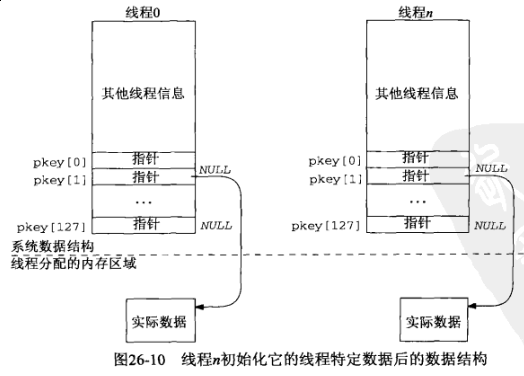 线程0
线程n
其他线程信息
其他线程信息
pkey[0]
指针
NULL
pkey[0]
指针
NULL
pkey[1]
指针
pkey[1]
指针
...
...
pkey[127]
指针
NULL
pkey[127]
指针
NULL
系统数据结构
线程分配的内存区域
实际数据
实际数据
图26-10 线程n初始化它的线程特定数据后的数据结构